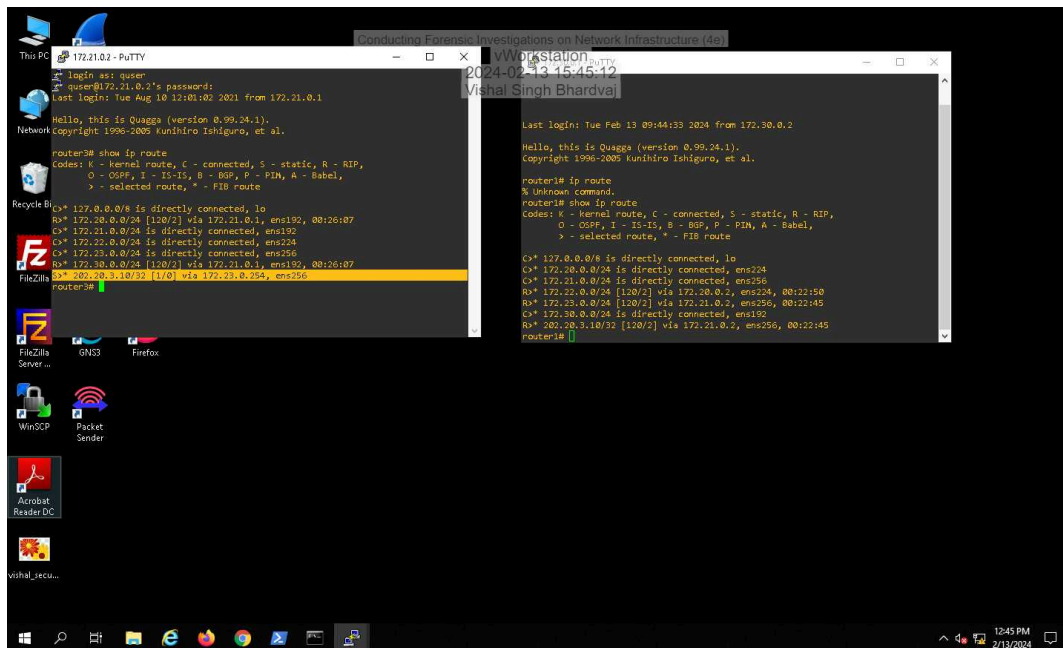 Conducting Forensic Investigations on Network Infrastructure (4e)
vWorkstation
2024-02-13 15:45:12
Vishal Singh Bhardvaj
This PC
Network
Recycle Bi
FileZilla
FileZilla
Server ...
GNS3
Firefox
WinSCP
Packet
Sender
Acrobat
Reader DC
vishal_secu...
172.21.0.2 - PuTTY
login as: quser
quser@172.21.0.2's password:
Last login: Tue Aug 10 12:01:02 2021 from 172.21.0.1
Hello, this is Quagga (version 0.99.24.1).
Copyright 1996-2005 Kunihiro Ishiguro, et al.
router3# show ip route
Codes: K - kernel route, C - connected, S - static, R - RIP,
O - OSPF, I - IS-IS, B - BGP, P - PIM, A - Babel,
> - selected route, * - FIB route
C>* 127.0.0.0/8 is directly connected, lo
R>* 172.20.0.0/24 [120/2] via 172.21.0.1, ens192, 00:26:07
C>* 172.21.0.0/24 is directly connected, ens192
C>* 172.22.0.0/24 is directly connected, ens224
C>* 172.23.0.0/24 is directly connected, ens256
R>* 172.30.0.0/24 [120/2] via 172.21.0.1, ens192, 00:26:07
S>* 202.20.3.10/32 [1/0] via 172.23.0.254, ens256
router3#
PuTTY
Last login: Tue Feb 13 09:44:33 2024 from 172.30.0.2
Hello, this is Quagga (version 0.99.24.1).
Copyright 1996-2005 Kunihiro Ishiguro, et al.
router1# ip route
% Unknown command.
router1# show ip route
Codes: K - kernel route, C - connected, S - static, R - RIP,
O - OSPF, I - IS-IS, B - BGP, P - PIM, A - Babel,
> - selected route, * - FIB route
C>* 127.0.0.0/8 is directly connected, lo
C>* 172.20.0.0/24 is directly connected, ens224
C>* 172.21.0.0/24 is directly connected, ens256
R>* 172.22.0.0/24 [120/2] via 172.20.0.2, ens224, 00:22:50
R>* 172.23.0.0/24 [120/2] via 172.21.0.2, ens256, 00:22:45
C>* 172.30.0.0/24 is directly connected, ens192
R>* 202.20.3.10/32 [120/2] via 172.21.0.2, ens256, 00:22:45
router1#
12:45 PM
2/13/2024